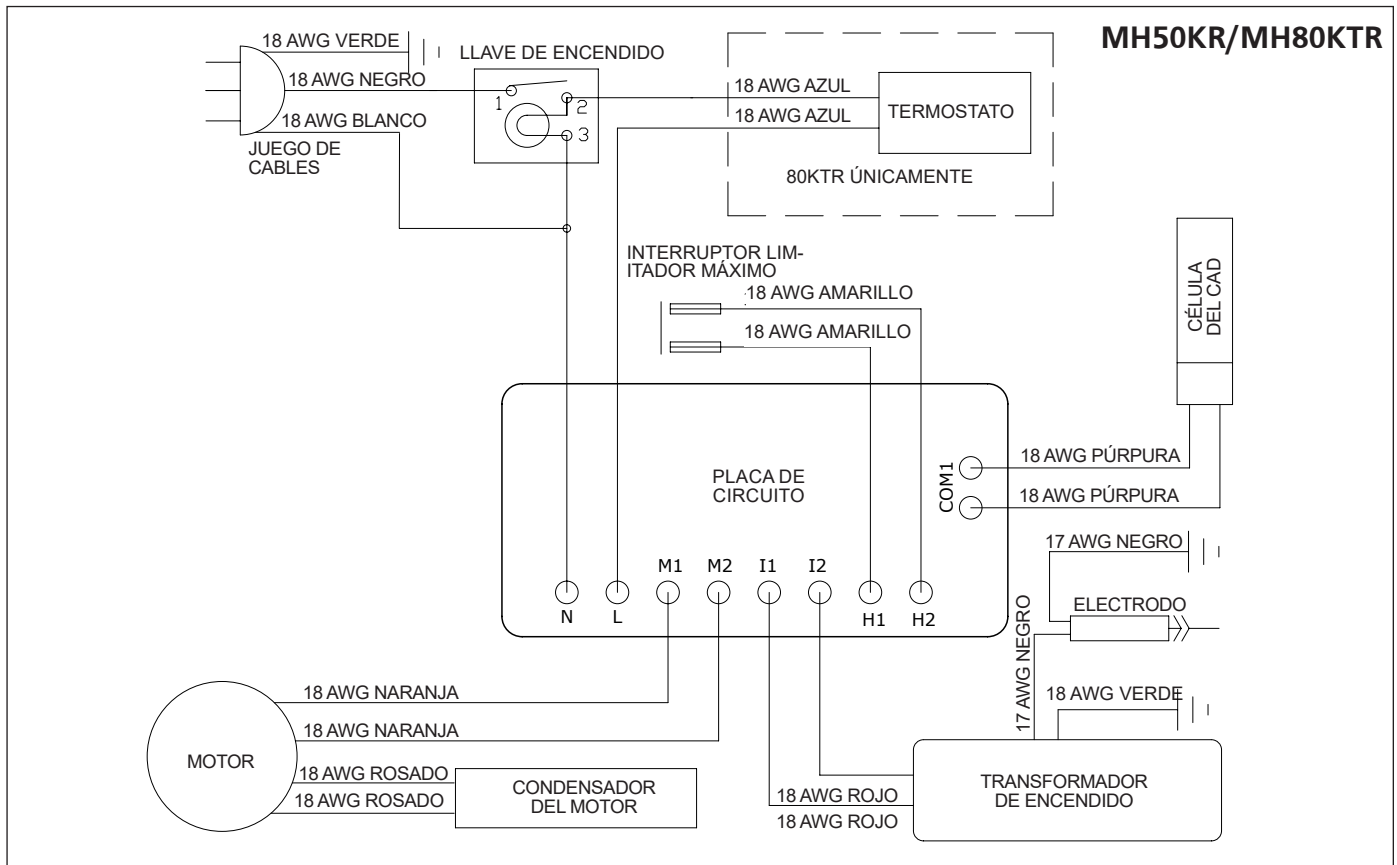 MH50KR/MH80KTR
18 AWG VERDE
LLAVE DE ENCENDIDO
18 AWG NEGRO
1
2
3
18 AWG BLANCO
JUEGO DE
CABLES
18 AWG AZUL
18 AWG AZUL
TERMOSTATO
80KTR ÚNICAMENTE
INTERRUPTOR LIM-
ITADOR MÁXIMO
18 AWG AMARILLO
18 AWG AMARILLO
CÉLULA
DEL CAD
PLACA DE
CIRCUITO
COM1
18 AWG PÚRPURA
18 AWG PÚRPURA
N
L
M1
M2
I1
I2
H1
H2
17 AWG NEGRO
ELECTRODO
17 AWG NEGRO
18 AWG VERDE
18 AWG NARANJA
18 AWG NARANJA
MOTOR
18 AWG ROSADO
18 AWG ROSADO
CONDENSADOR
DEL MOTOR
18 AWG ROJO
18 AWG ROJO
TRANSFORMADOR
DE ENCENDIDO